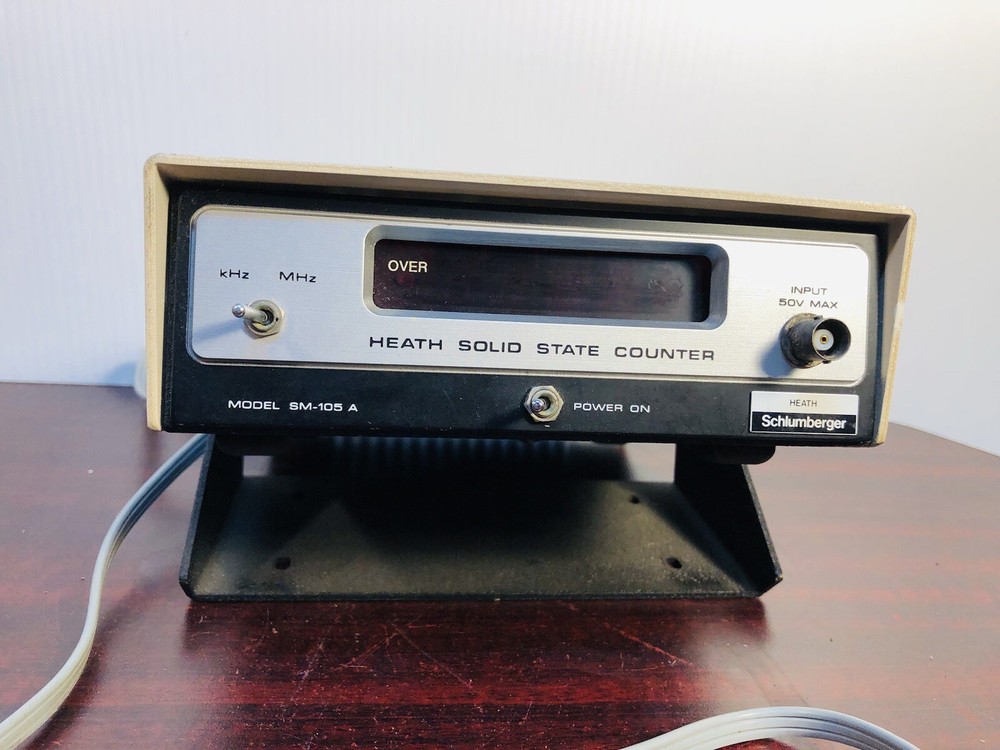 kHz MHz
OVER
INPUT
50V MAX
HEATH SOLID STATE COUNTER
MODEL SM-105 A
POWER ON
HEATH
Schlumberger